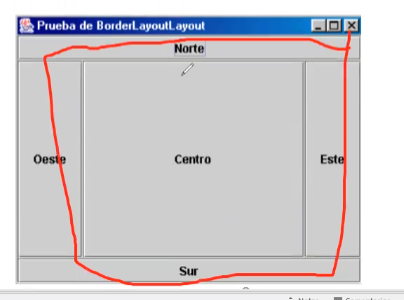 Prueba de BorderLayoutLayout
Norte
Oeste
Centro
Este
Sur